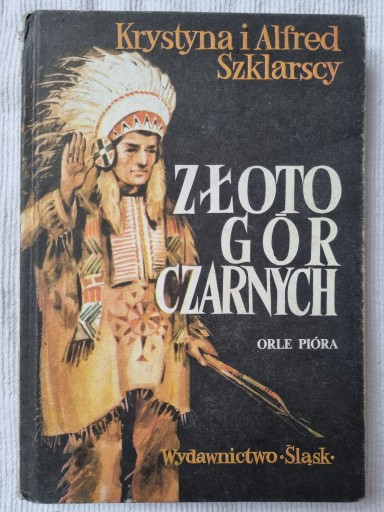 Krystyna i Alfred
Szklarscy
ZŁOTO
GÓR
CZARNYCH
ORLE PIÓRA
Wydawnictwo · Śląsk ·